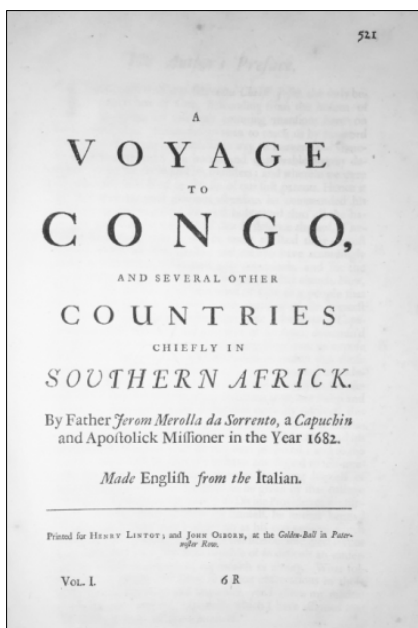 521
A
VOYAGE
TO
CONGO,
AND SEVERAL OTHER
COUNTRIES
CHIEFLY IN
SOUTHERN AFRICK.
By Father Jerom Merolla da Sorrento, a Capuchin
and Apoſtolick Miſſioner in the Year 1682.
Made Engliſh from the Italian.
Printed for HENRY LINTOT; and JOHN OSBORN, at the Golden-Ball in Pater-
noſter Row.
VOL. I. 6 R